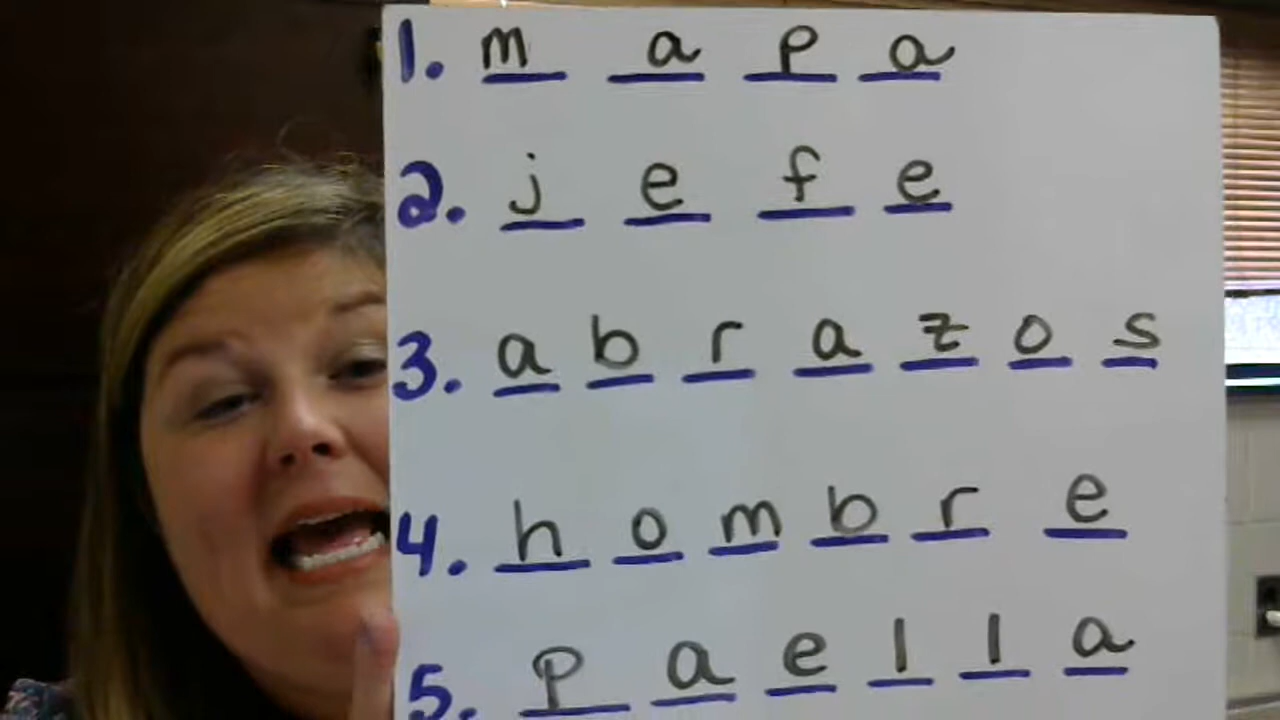 1. m a p a
2. j e f e
3. a b r a z o s
4. h o m b r e
5. p a e l l a